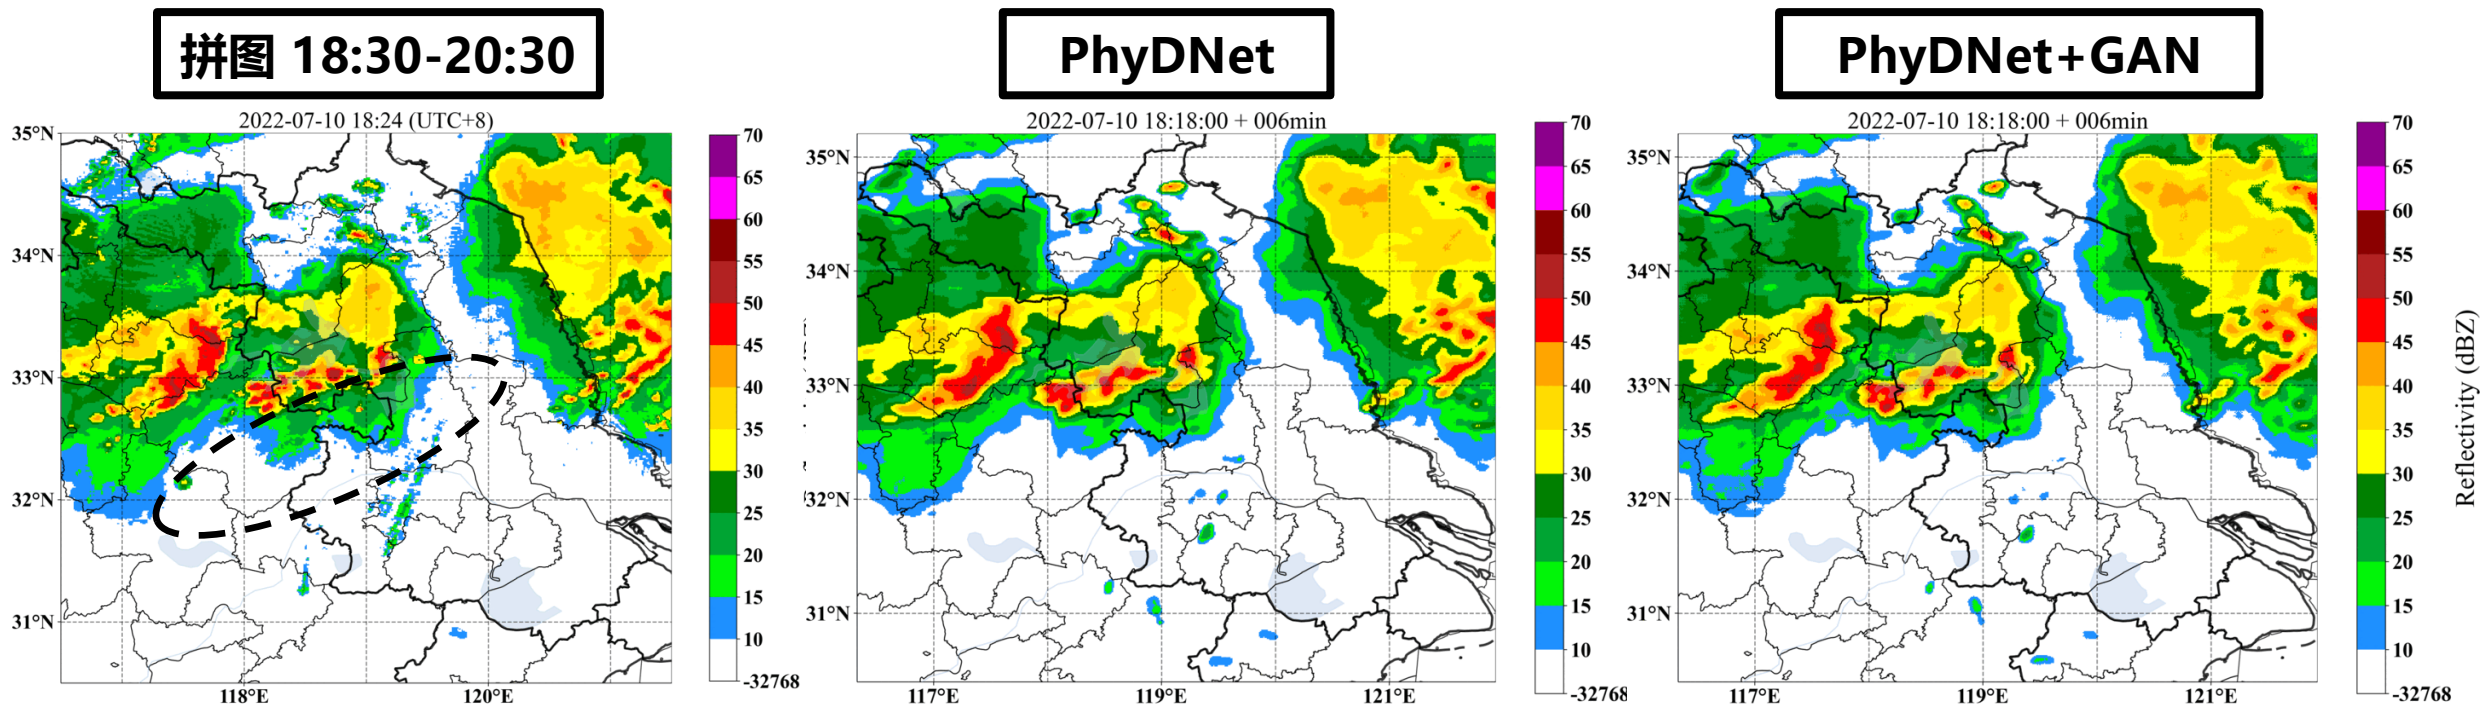 拼图 18:30-20:30
PhyDNet
PhyDNet+GAN
2022-07-10 18:24 (UTC+8)
35°N
34°N
33°N
32°N
31°N
118°E
120°E
70
65
60
55
50
45
40
35
30
25
20
15
10
-32768
2022-07-10 18:18:00 + 006min
35°N
34°N
33°N
32°N
31°N
117°E
119°E
121°E
70
65
60
55
50
45
40
35
30
25
20
15
10
-32768
2022-07-10 18:18:00 + 006min
35°N
34°N
33°N
32°N
31°N
117°E
119°E
121°E
70
65
60
55
50
45
40
35
30
25
20
15
10
-32768
Reflectivity (dBZ)